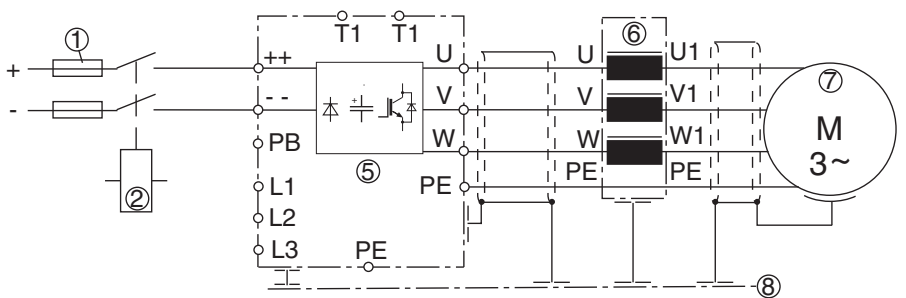 T1 T1
① ++ U U ⑥ U1 ⑦
+
- -- V V V1 M
PB W W W1 3~
⑤ PE PE
② L1 PE
L2
L3 PE
⑧